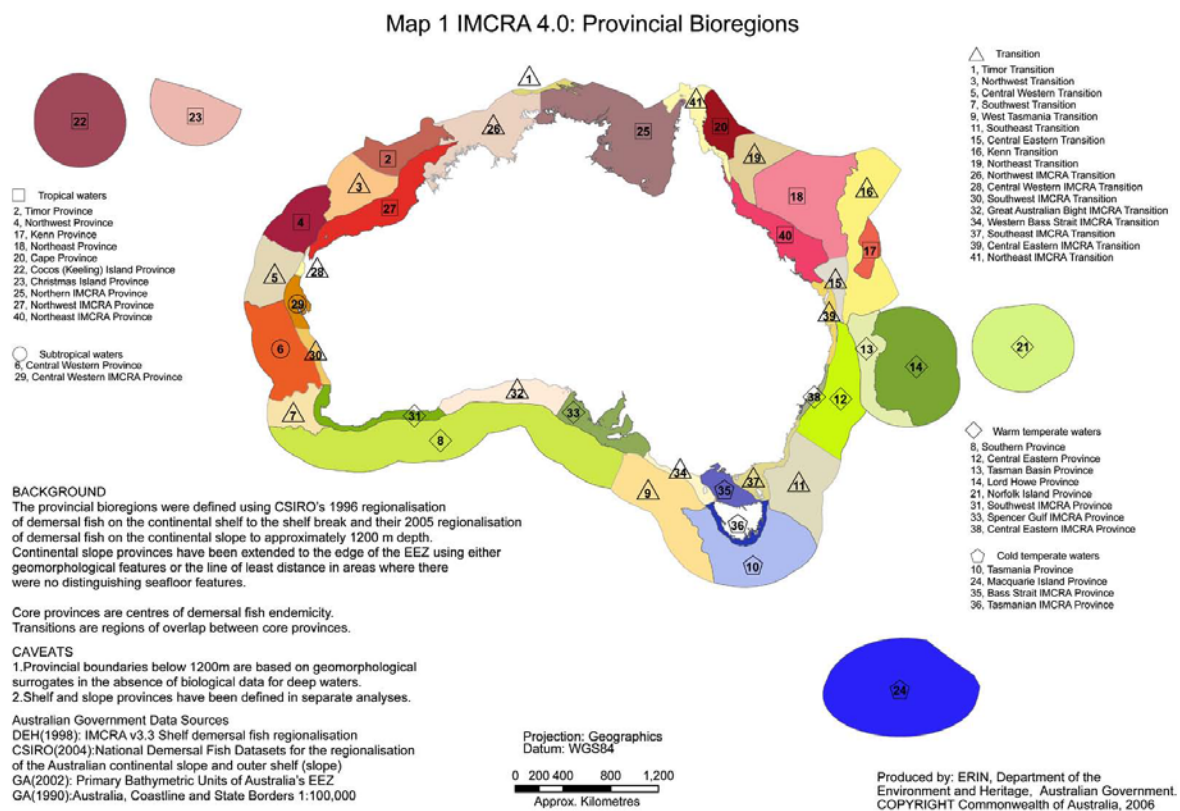 Map 1 IMCRA 4.0: Provincial Bioregions
22
23
1
2
26
25
41
20
19
3
27
18
16
4
40
17
5
28
15
29
39
6
30
13
14
21
7
32
38
12
31
33
8
34
37
9
35
11
36
10
24
Tropical waters
2, Timor Province
4, Northwest Province
17, Kenn Province
18, Northeast Province
20, Cape Province
22, Cocos (Keeling) Island Province
23, Christmas Island Province
25, Northern IMCRA Province
27, Northwest IMCRA Province
40, Northeast IMCRA Province
Subtropical waters
6, Central Western Province
29, Central Western IMCRA Province
Transition
1, Timor Transition
3, Northwest Transition
5, Central Western Transition
7, Southwest Transition
9, West Tasmania Transition
11, Southeast Transition
15, Central Eastern Transition
16, Kenn Transition
19, Northeast Transition
26, Northwest IMCRA Transition
28, Central Western IMCRA Transition
30, Southwest IMCRA Transition
32, Great Australian Bight IMCRA Transition
34, Western Bass Strait IMCRA Transition
37, Southeast IMCRA Transition
39, Central Eastern IMCRA Transition
41, Northeast IMCRA Transition
Warm temperate waters
8, Southern Province
12, Central Eastern Province
13, Tasman Basin Province
14, Lord Howe Province
21, Norfolk Island Province
31, Southwest IMCRA Province
33, Spencer Gulf IMCRA Province
38, Central Eastern IMCRA Province
Cold temperate waters
10, Tasmania Province
24, Macquarie Island Province
35, Bass Strait IMCRA Province
36, Tasmanian IMCRA Province
BACKGROUND
The provincial bioregions were defined using CSIRO's 1996 regionalisation
of demersal fish on the continental shelf to the shelf break and their 2005 regionalisation
of demersal fish on the continental slope to approximately 1200 m depth.
Continental slope provinces have been extended to the edge of the EEZ using either
geomorphological features or the line of least distance in areas where there
were no distinguishing seafloor features.
Core provinces are centres of demersal fish endemicity.
Transitions are regions of overlap between core provinces.
CAVEATS
1.Provincial boundaries below 1200m are based on geomorphological
surrogates in the absence of biological data for deep waters.
2.Shelf and slope provinces have been defined in separate analyses.
Australian Government Data Sources
DEH(1998): IMCRA v3.3 Shelf demersal fish regionalisation
CSIRO(2004):National Demersal Fish Datasets for the regionalisation
of the Australian continental slope and outer shelf (slope)
GA(2002): Primary Bathymetric Units of Australia's EEZ
GA(1990):Australia, Coastline and State Borders 1:100,000
Projection: Geographics
Datum: WGS84
0 200 400 800 1,200
Approx. Kilometres
Produced by: ERIN, Department of the
Environment and Heritage, Australian Government.
COPYRIGHT Commonwealth of Australia, 2006